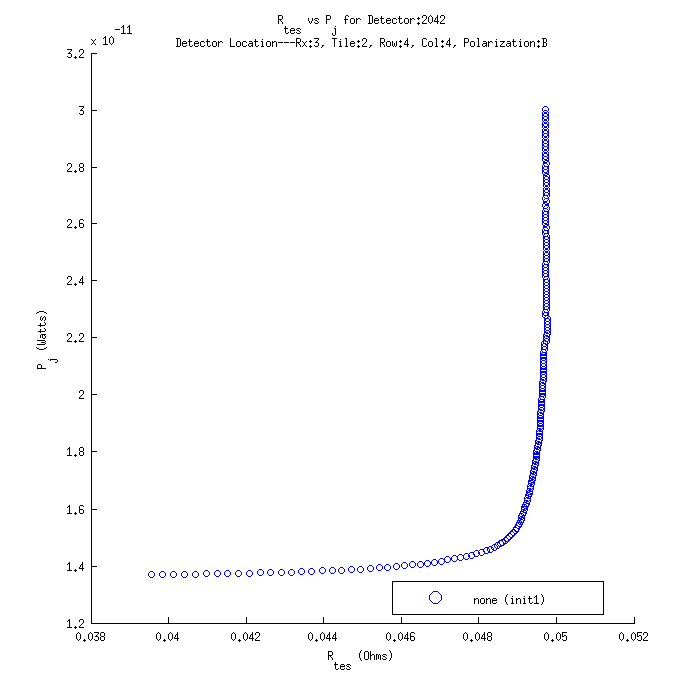 R_tes vs P_j for Detector:2042
Detector Location---Rx:3, Tile:2, Row:4, Col:4, Polarization:B
x 10^-11
3.2
3
2.8
2.6
2.4
2.2
2
1.8
1.6
1.4
1.2
P_j (Watts)
none (init1)
0.038 0.04 0.042 0.044 0.046 0.048 0.05 0.052
R_tes (Ohms)